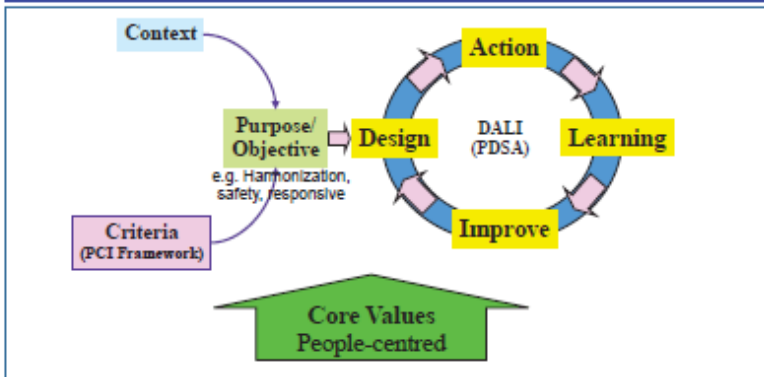 Context
Action
Purpose/
Objective
Design
DALI
(PDSA)
Learning
e.g. Harmonization,
safety, responsive
Criteria
(PCI Framework)
Improve
Core Values
People-centred